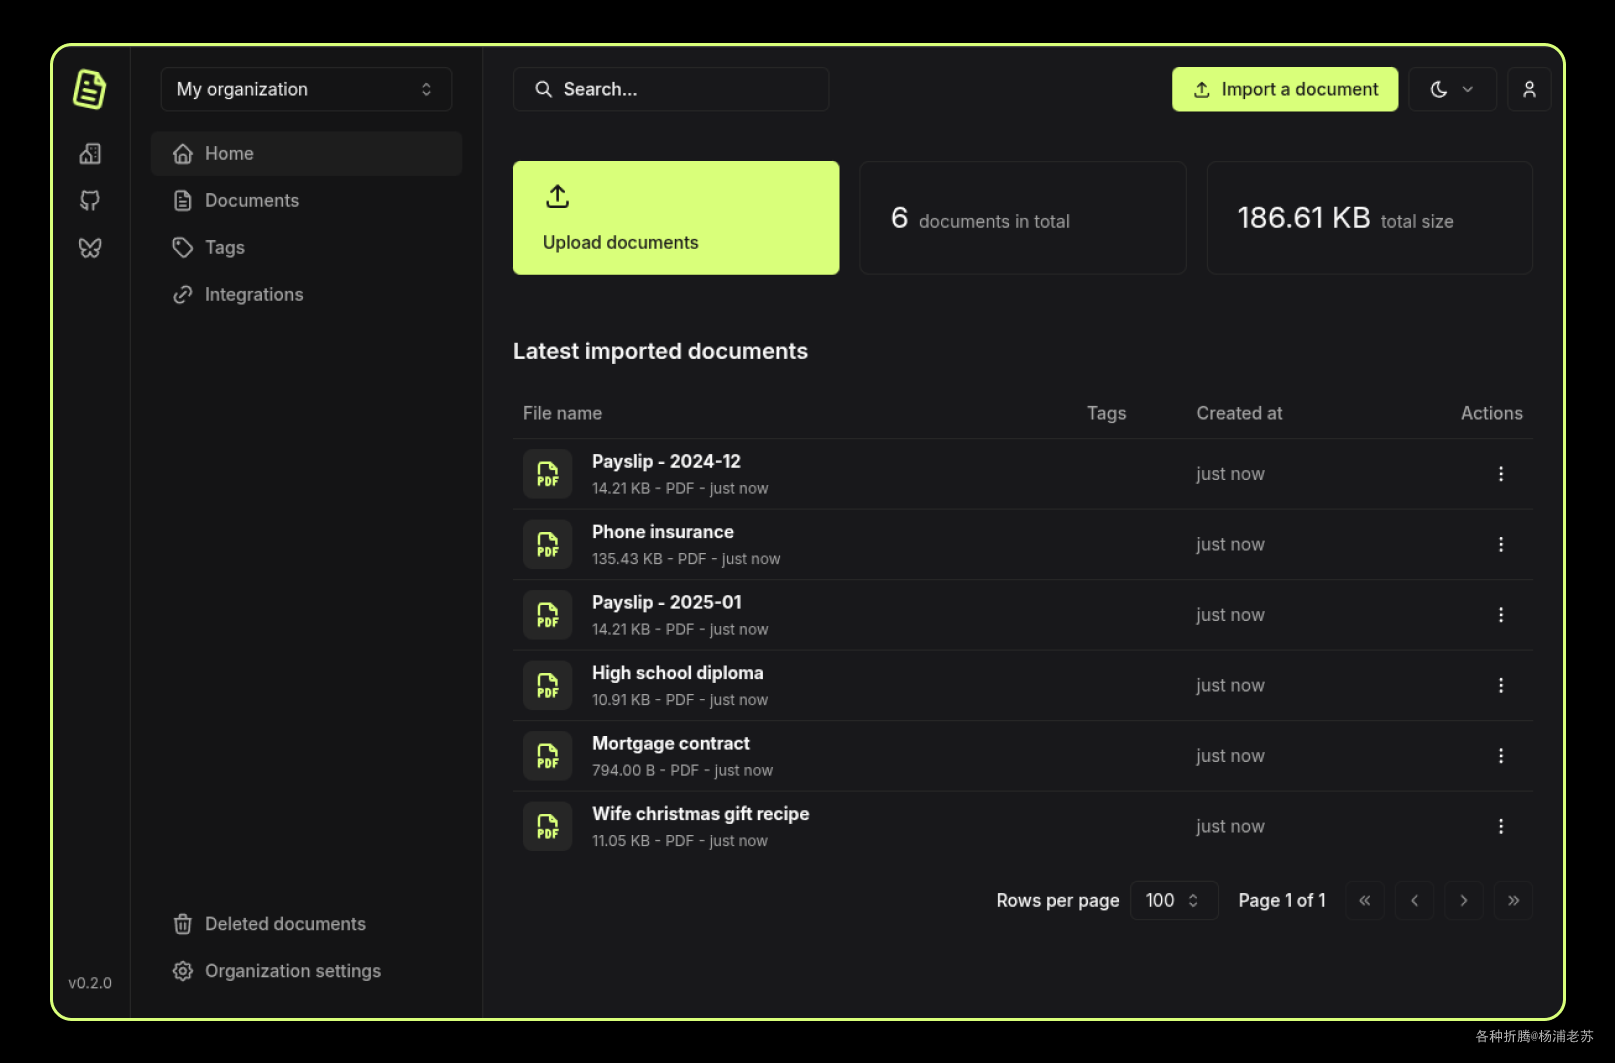 My organization
Home
Documents
Tags
Integrations
Deleted documents
Organization settings
v0.2.0
Search...
Import a document
Upload documents
6 documents in total
186.61 KB total size
Latest imported documents
File name Tags Created at Actions
PDF
Payslip - 2024-12
14.21 KB - PDF - just now
just now
PDF
Phone insurance
135.43 KB - PDF - just now
just now
PDF
Payslip - 2025-01
14.21 KB - PDF - just now
just now
PDF
High school diploma
10.91 KB - PDF - just now
just now
PDF
Mortgage contract
794.00 B - PDF - just now
just now
PDF
Wife christmas gift recipe
11.05 KB - PDF - just now
just now
Rows per page 100 Page 1 of 1
各种折腾@杨浦老苏